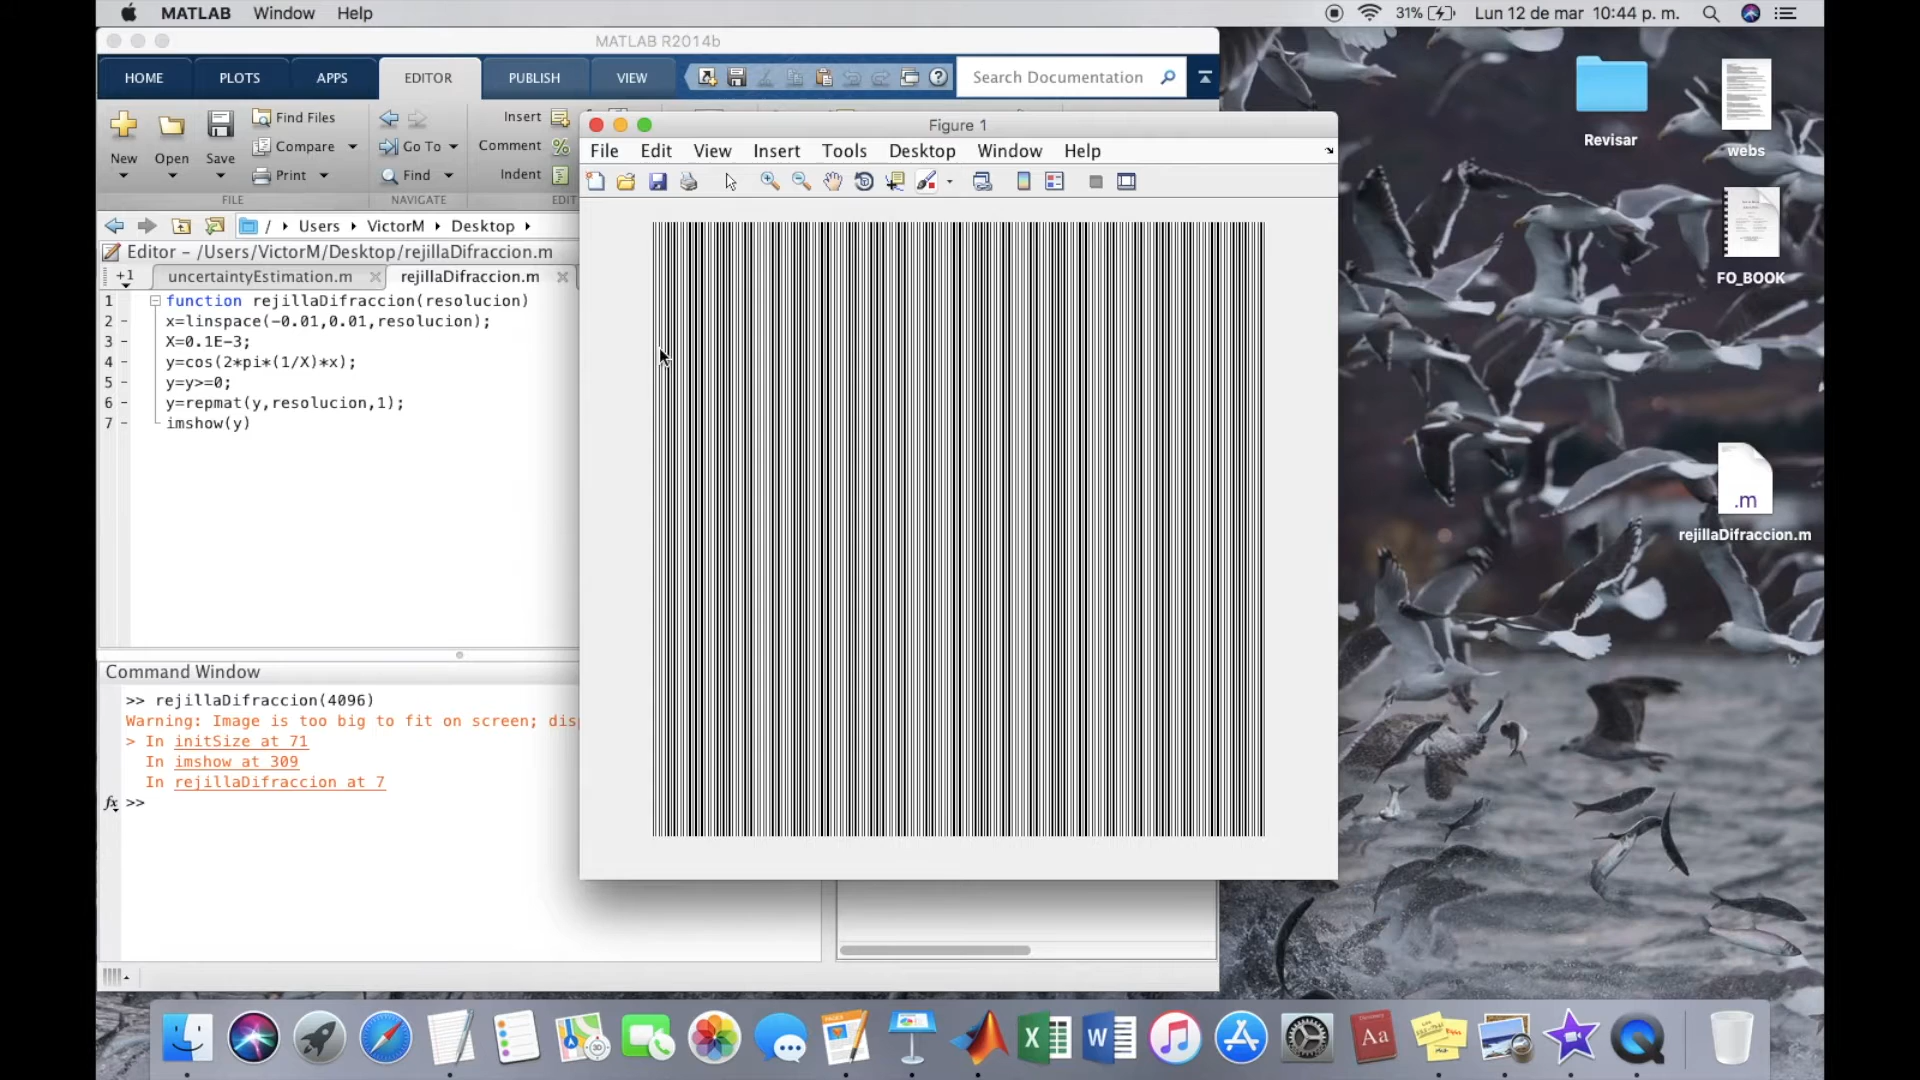 MATLAB Window Help 31% Lun 12 de mar 10:44 p. m.
MATLAB R2014b
HOME PLOTS APPS EDITOR PUBLISH VIEW Search Documentation
New Open Save Find Files Compare Print Go To Find Insert Comment Indent
FILE NAVIGATE EDIT
/ Users VictorM Desktop
Editor – /Users/VictorM/Desktop/rejillaDifraccion.m
+1 uncertaintyEstimation.m rejillaDifraccion.m
1 function rejillaDifraccion(resolucion)
2 – x=linspace(-0.01,0.01,resolucion);
3 – X=0.1E-3;
4 – y=cos(2*pi*(1/X)*x);
5 – y=y>=0;
6 – y=repmat(y,resolucion,1);
7 – imshow(y)
Command Window
>> rejillaDifraccion(4096)
Warning: Image is too big to fit on screen;
> In initSize at 71
In imshow at 309
In rejillaDifraccion at 7
fx >>
Figure 1
File Edit View Insert Tools Desktop Window Help
Revisar
webs
FO_BOOK
.m
rejillaDifraccion.m
PAGES
Aa